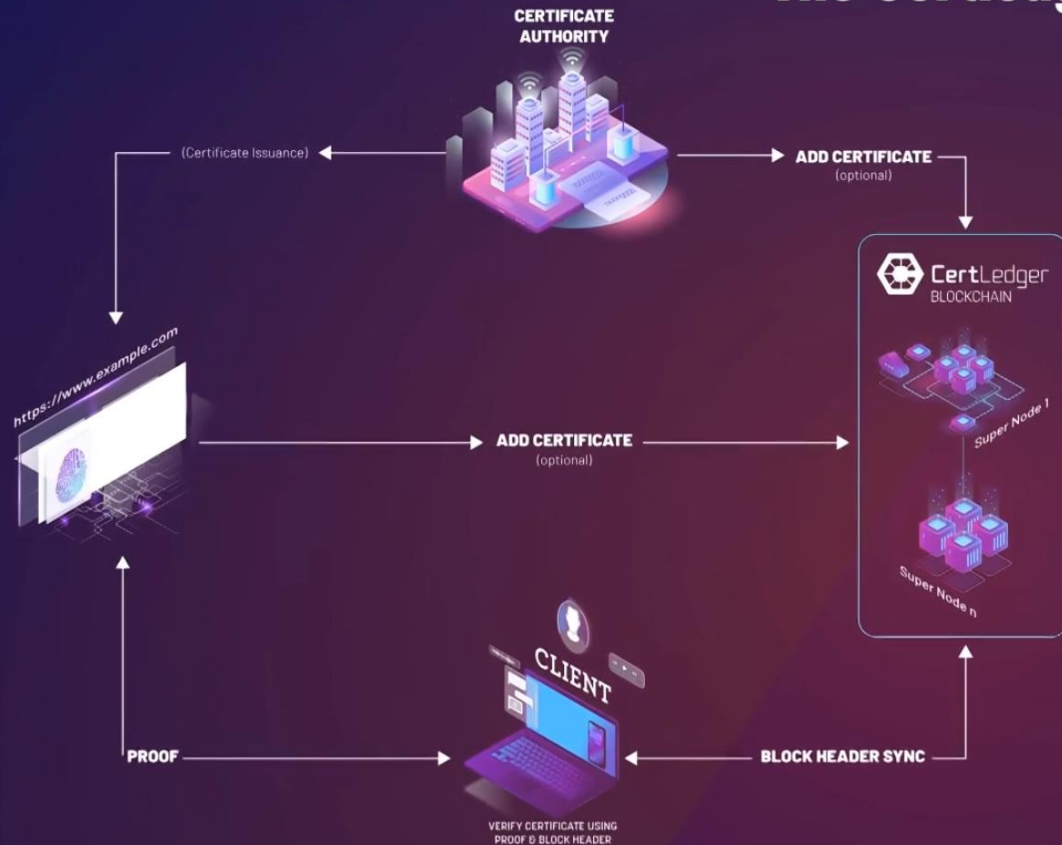 CERTIFICATE
AUTHORITY
(Certificate Issuance)
ADD CERTIFICATE
(optional)
CertLedger
BLOCKCHAIN
https://www.example.com
Super Node 1
ADD CERTIFICATE
(optional)
Super Node n
CLIENT
PROOF
BLOCK HEADER SYNC
VERIFY CERTIFICATE USING
PROOF & BLOCK HEADER